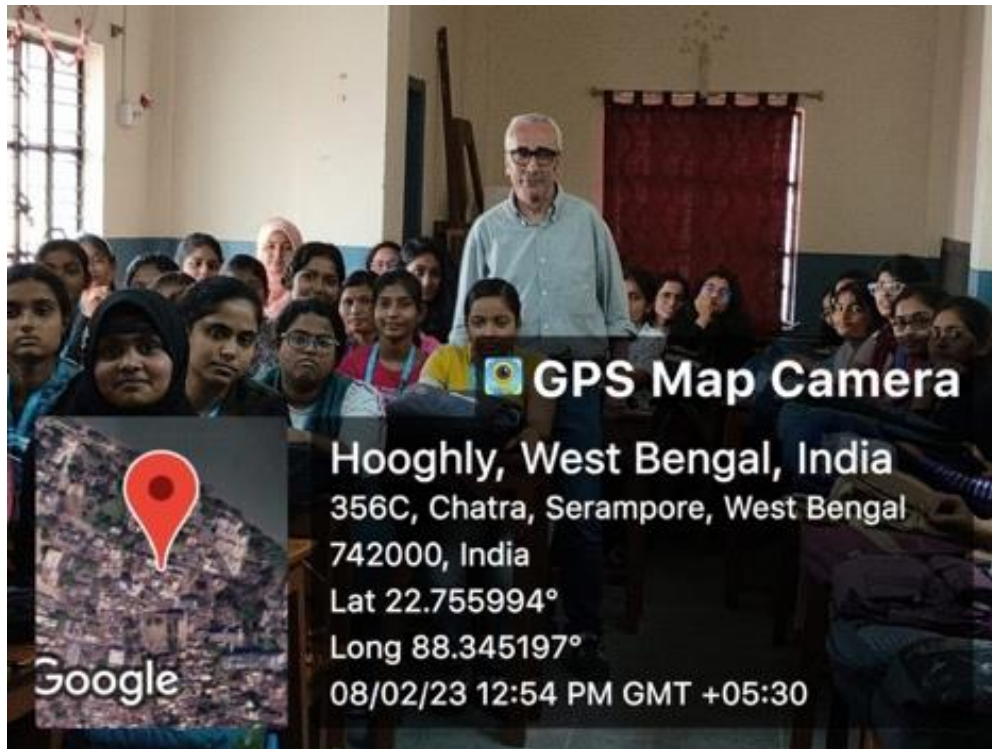 GPS Map Camera
Hooghly, West Bengal, India
356C, Chatra, Serampore, West Bengal
742000, India
Lat 22.755994°
Long 88.345197°
08/02/23 12:54 PM GMT +05:30
Google